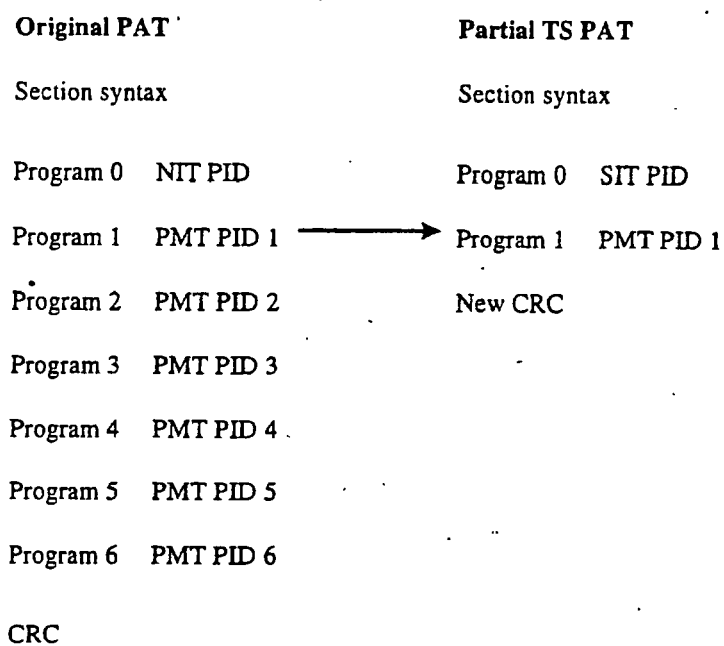 Original PAT
Section syntax
Program 0 NIT PID
Program 1 PMT PID 1
Program 2 PMT PID 2
Program 3 PMT PID 3
Program 4 PMT PID 4
Program 5 PMT PID 5
Program 6 PMT PID 6
CRC
Partial TS PAT
Section syntax
Program 0 SIT PID
Program 1 PMT PID 1
New CRC